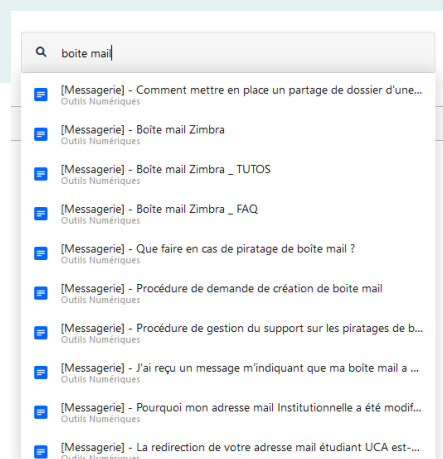 boite mail
[Messagerie] - Comment mettre en place un partage de dossier d'une...
Outils Numériques
[Messagerie] - Boîte mail Zimbra
Outils Numériques
[Messagerie] - Boîte mail Zimbra _ TUTOS
Outils Numériques
[Messagerie] - Boîte mail Zimbra _ FAQ
Outils Numériques
[Messagerie] - Que faire en cas de piratage de boîte mail ?
Outils Numériques
[Messagerie] - Procédure de demande de création de boite mail
Outils Numériques
[Messagerie] - Procédure de gestion du support sur les piratages de b...
Outils Numériques
[Messagerie] - J'ai reçu un message m'indiquant que ma boîte mail a ...
Outils Numériques
[Messagerie] - Pourquoi mon adresse mail Institutionnelle a été modif...
Outils Numériques
[Messagerie] - La redirection de votre adresse mail étudiant UCA est-...
Outils Numériques